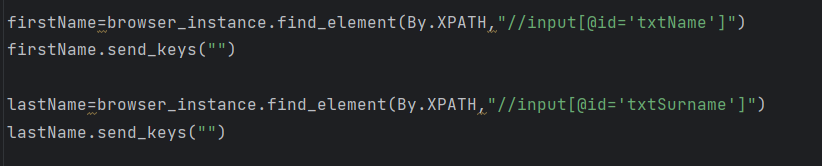 firstName=browser_instance.find_element(By.XPATH,"//input[@id='txtName']")
firstName.send_keys("")
lastName=browser_instance.find_element(By.XPATH,"//input[@id='txtSurname']")
lastName.send_keys("")